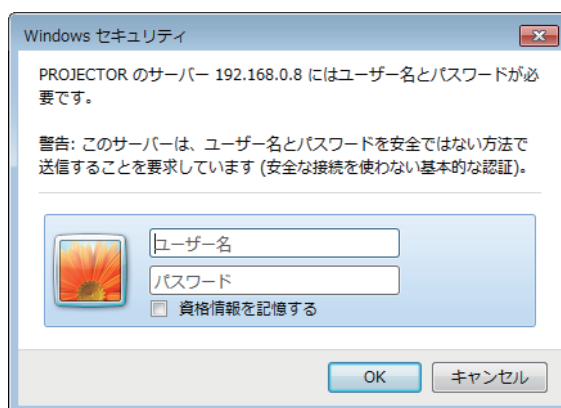 Windows セキュリティ
PROJECTOR のサーバー 192.168.0.8 にはユーザー名とパスワードが必
要です。
警告: このサーバーは、ユーザー名とパスワードを安全ではない方法で
送信することを要求しています (安全な接続を使わない基本的な認証)。
ユーザー名
パスワード
資格情報を記憶する
OK
キャンセル